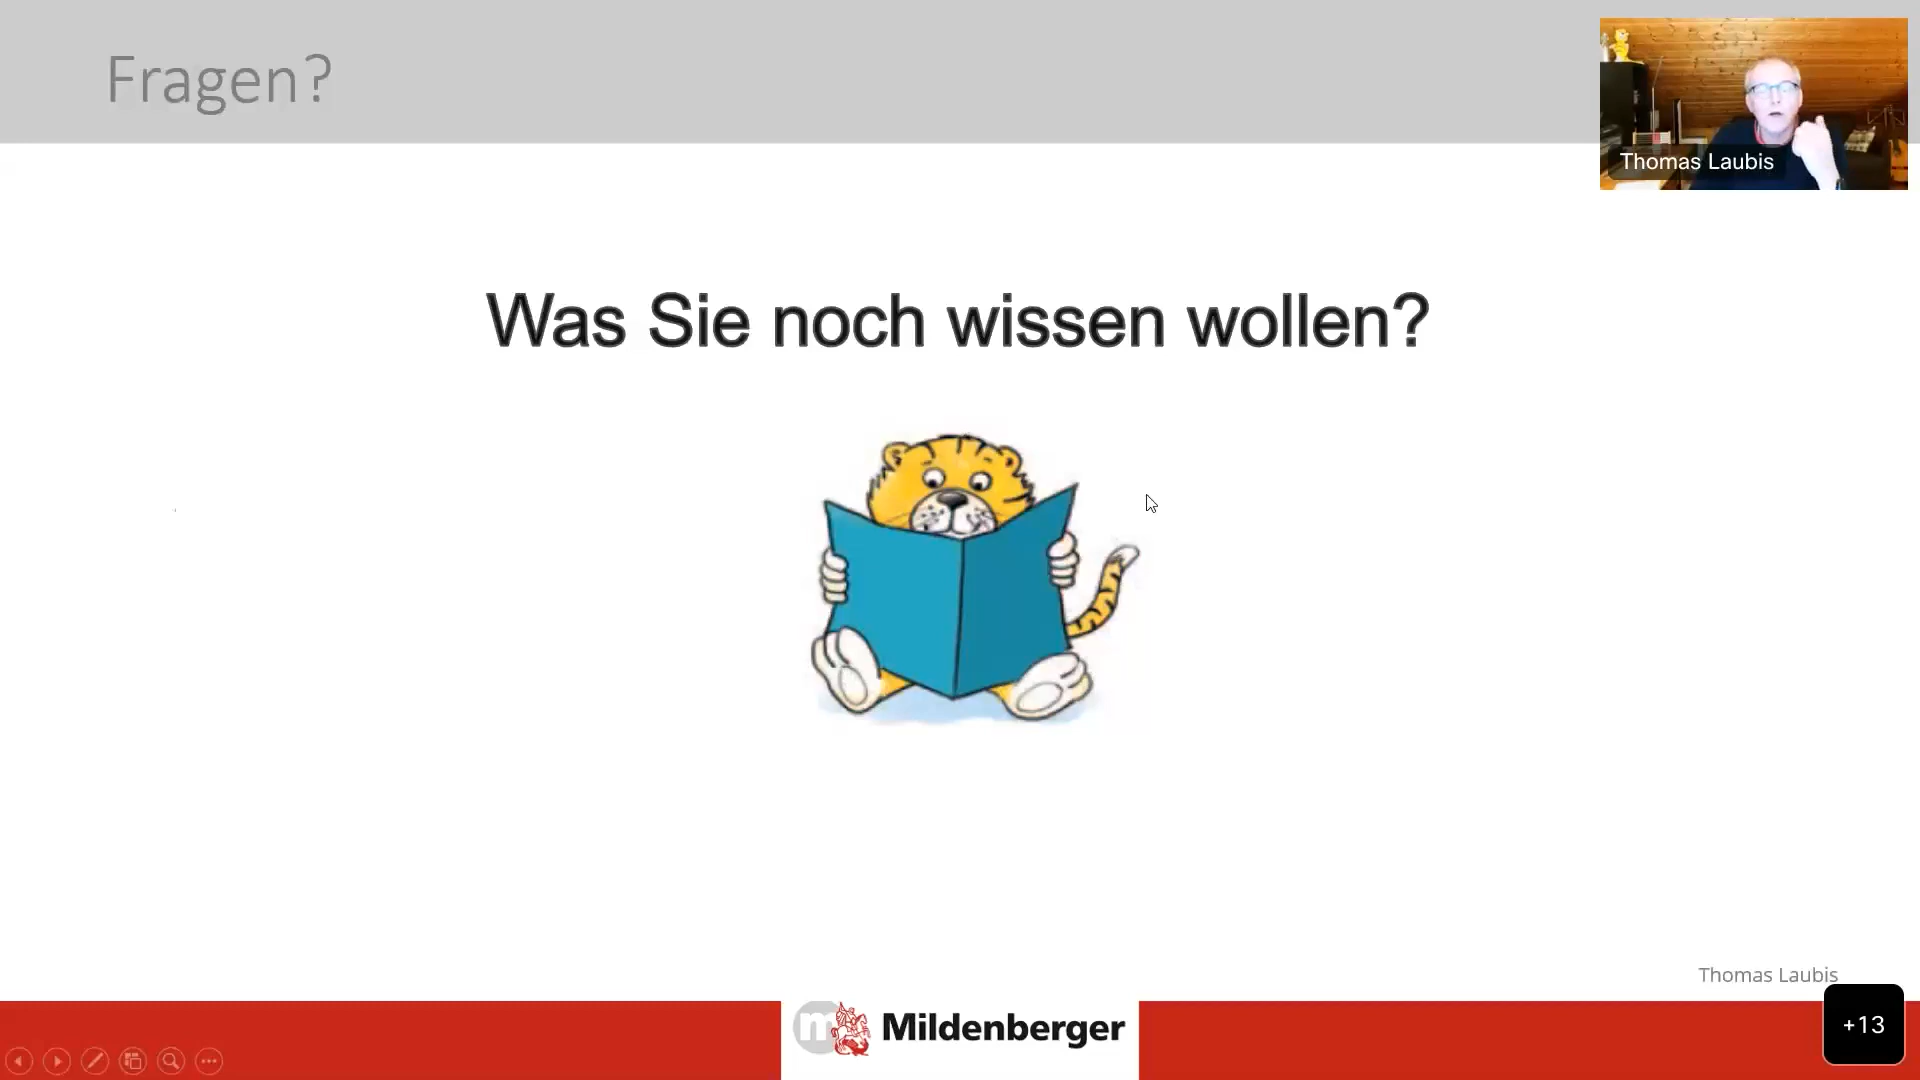 Fragen?
Thomas Laubis
Was Sie noch wissen wollen?
Thomas Laubis
m Mildenberger
+13